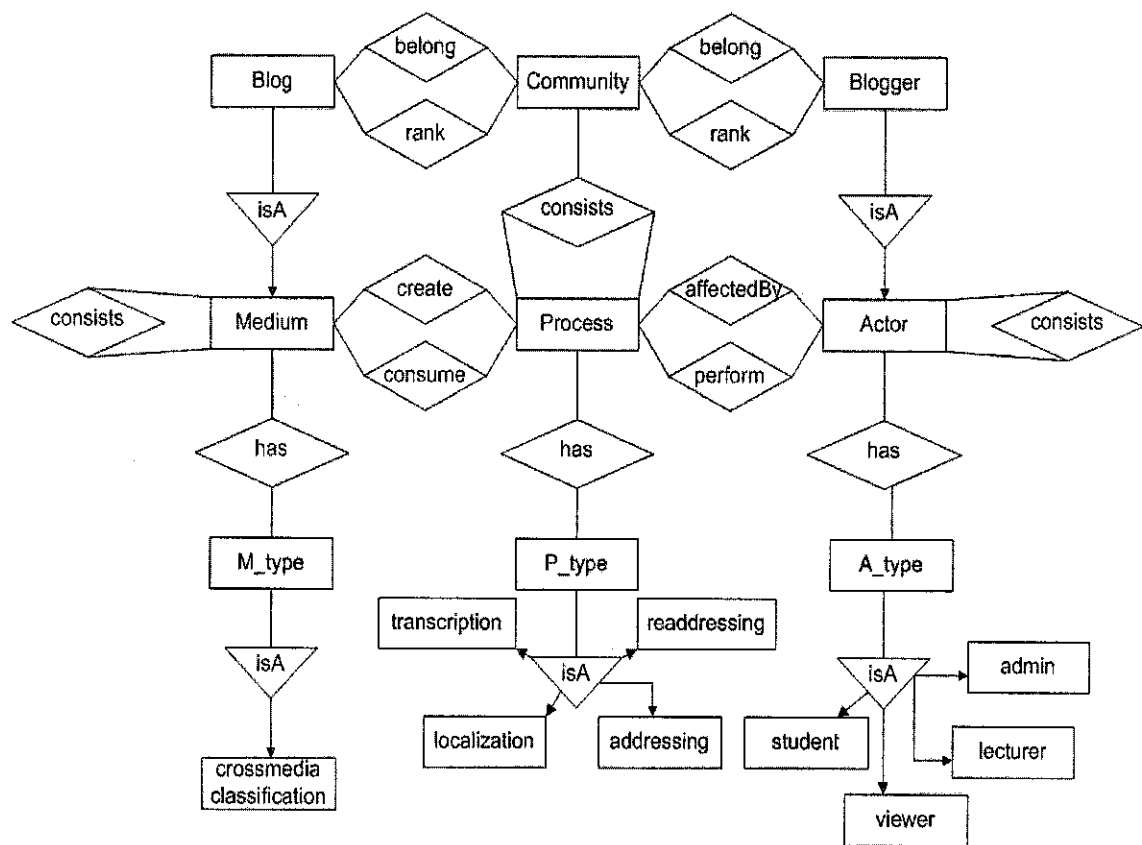 belong
belong
Blog
Community
Blogger
rank
rank
isA
consists
isA
create
affectedBy
consists
Medium
Process
Actor
consists
consume
perform
has
has
has
M_type
P_type
A_type
transcription
readdressing
isA
isA
isA
admin
localization
addressing
student
lecturer
crossmedia
classification
viewer